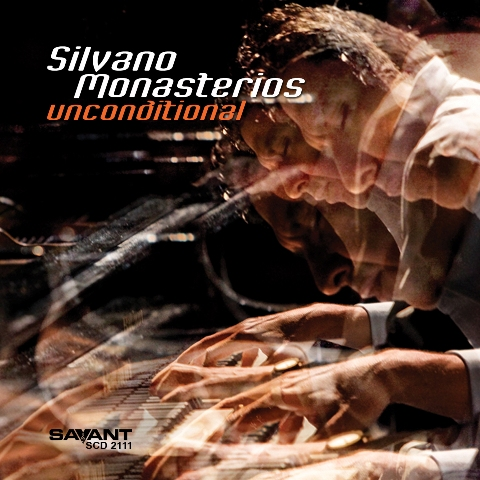 Silvano
Monasterios
unconditional
SAVANT
SCD 2111